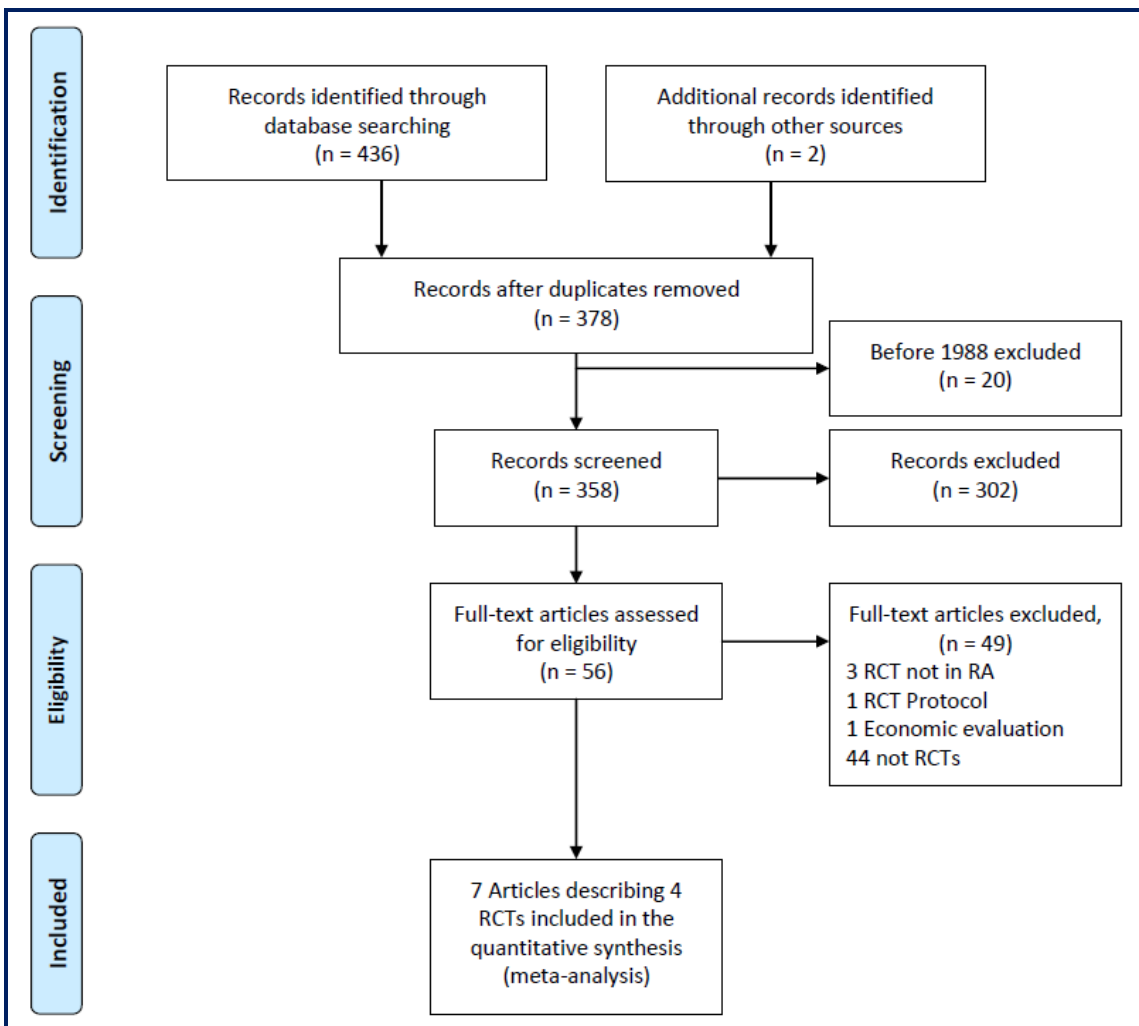 Identification
Records identified through
database searching
(n = 436)
Additional records identified
through other sources
(n = 2)
Records after duplicates removed
(n = 378)
Screening
Before 1988 excluded
(n = 20)
Records screened
(n = 358)
Records excluded
(n = 302)
Eligibility
Full-text articles assessed
for eligibility
(n = 56)
Full-text articles excluded,
(n = 49)
3 RCT not in RA
1 RCT Protocol
1 Economic evaluation
44 not RCTs
Included
7 Articles describing 4
RCTs included in the
quantitative synthesis
(meta-analysis)